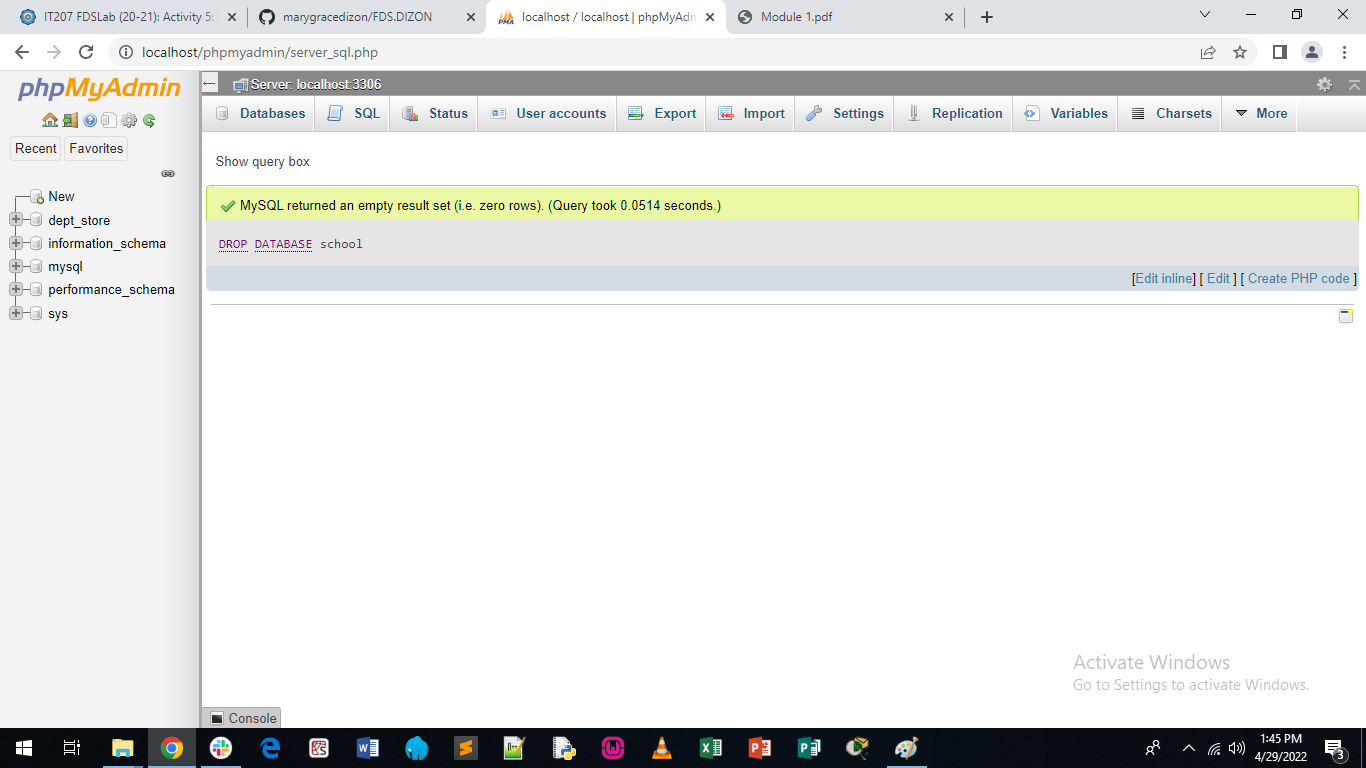 IT207 FDSLab (20-21): Activity 5:
marygracedizon/FDS.DIZON
localhost / localhost | phpMyAdn
Module 1.pdf
localhost/phpmyadmin/server_sql.php
phpMyAdmin
Server: localhost:3306
Databases
SQL
Status
User accounts
Export
Import
Settings
Replication
Variables
Charsets
More
Recent
Favorites
Show query box
New
dept_store
information_schema
mysql
performance_schema
sys
MySQL returned an empty result set (i.e. zero rows). (Query took 0.0514 seconds.)
DROP DATABASE school
[Edit inline] [ Edit ] [ Create PHP code ]
Activate Windows
Go to Settings to activate Windows.
Console
1:45 PM
4/29/2022
3